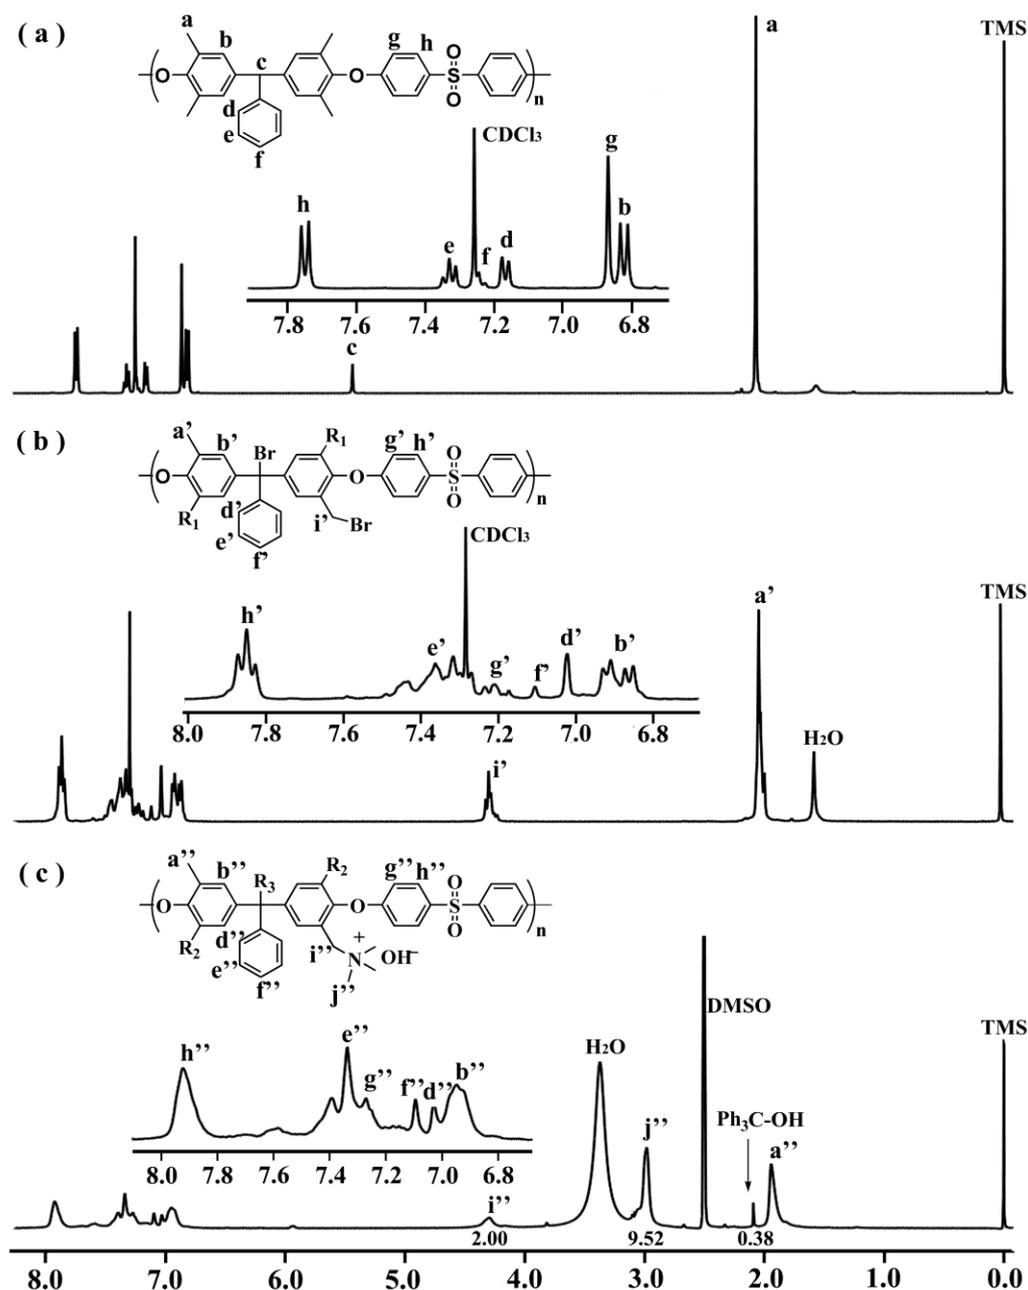 ( a )
a
b
c
g
h
O
O
O
S
O
n
d
e
f
a
TMS
CDCl3
h
e
f
d
g
b
7.8 7.6 7.4 7.2 7.0 6.8
c
( b )
a’
b’
Br
R1
g’
h’
O
O
O
S
O
n
R1
d’
e’
f’
i’
Br
CDCl3
h’
e’
g’
f’
d’
b’
8.0 7.8 7.6 7.4 7.2 7.0 6.8
i’
a’
H2O
TMS
( c )
a’’
b’’
R3
R2
g’’
h’’
O
O
O
S
O
n
R2
d’’
e’’
f’’
i’’
+
N
OH−
j’’
h’’
e’’
g’’
f’’
d’’
b’’
8.0 7.8 7.6 7.4 7.2 7.0 6.8
i’’
H2O
j’’
DMSO
Ph3C-OH
a’’
TMS
2.00 9.52 0.38
8.0 7.0 6.0 5.0 4.0 3.0 2.0 1.0 0.0